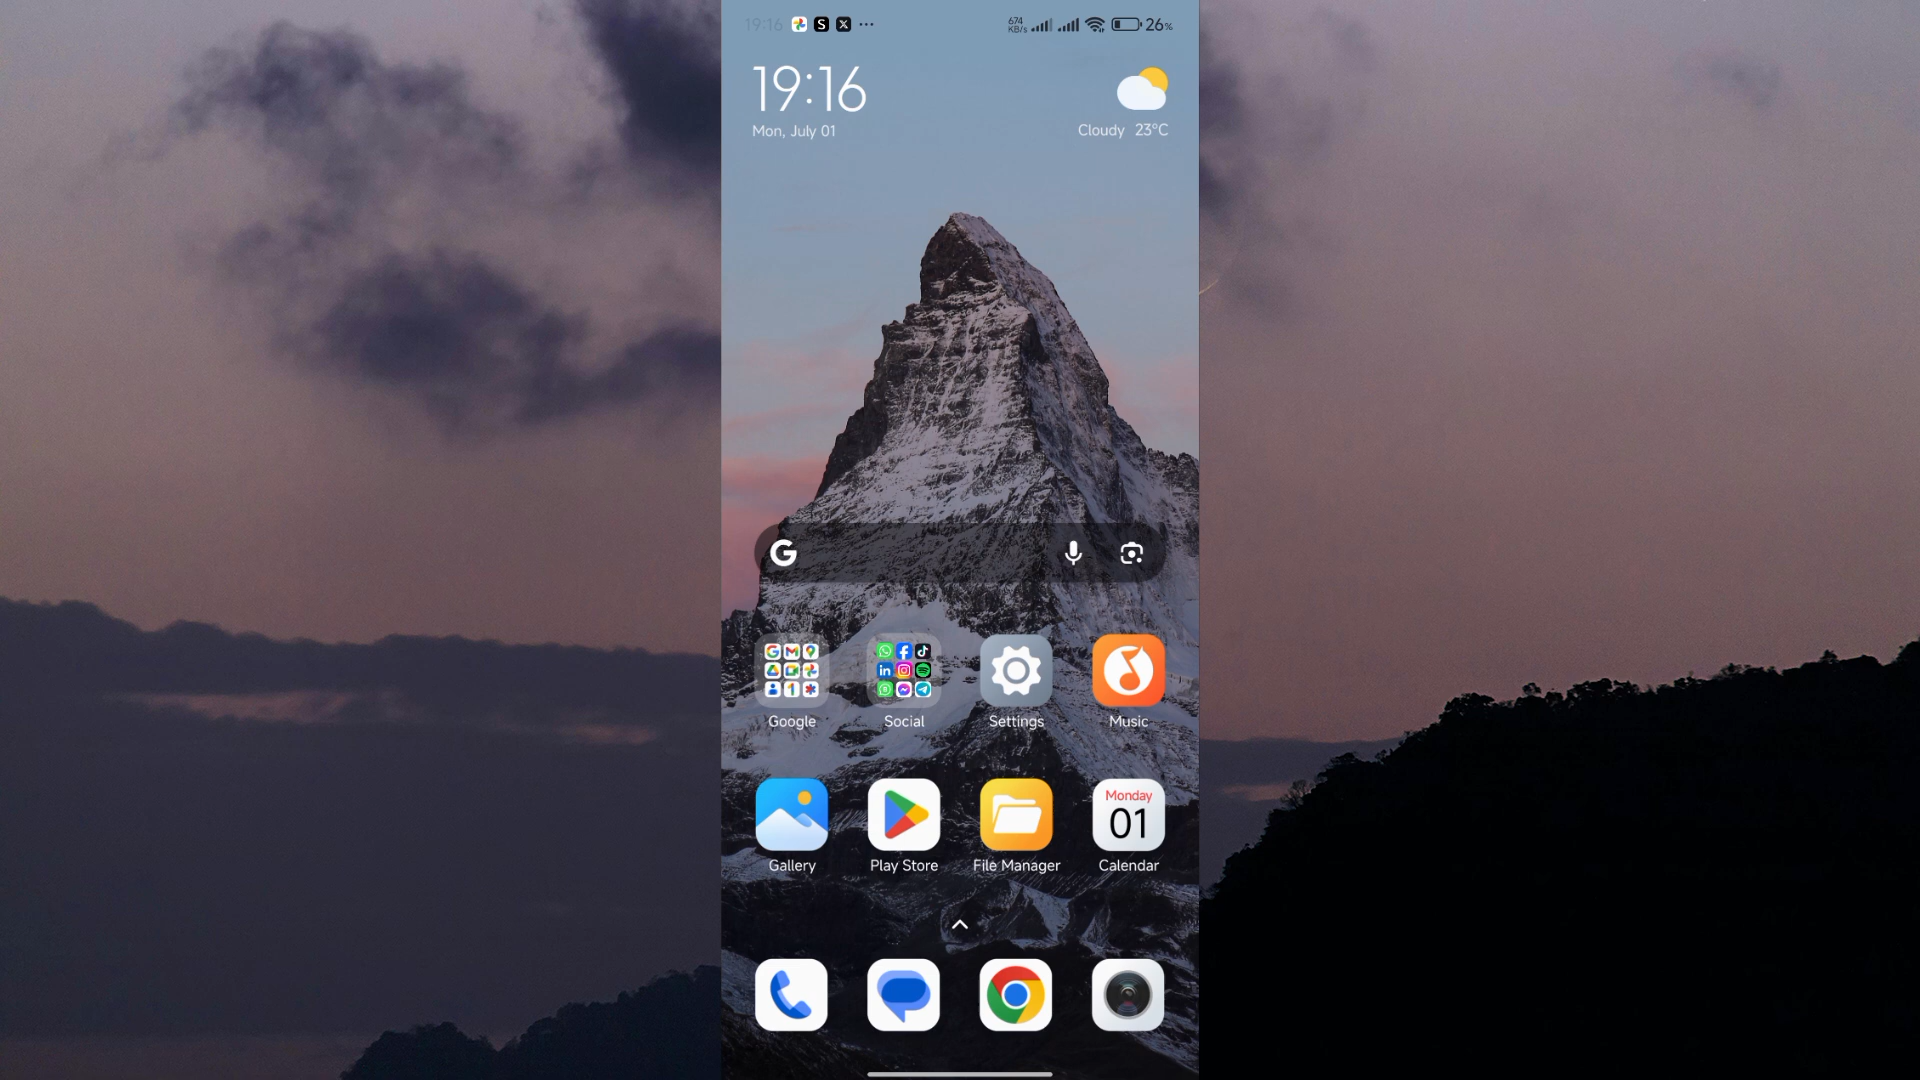 19:16 S X ... 674 KB/s 26%
19:16
Mon, July 01
Cloudy 23°C
G
Google Social Settings Music
Monday
01
Gallery Play Store File Manager Calendar